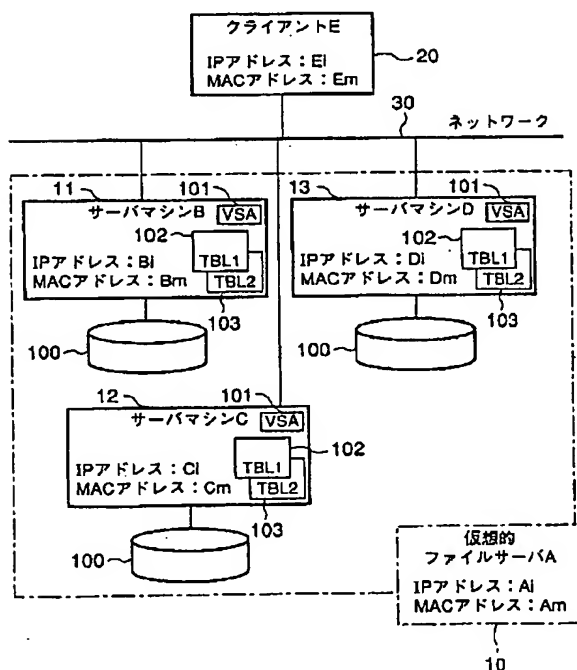 クライアントE
IPアドレス：Ei
MACアドレス：Em
20
30
ネットワーク
11
101
サーバマシンB
VSA
102
IPアドレス：Bi
MACアドレス：Bm
TBL1
TBL2
103
100
13
101
サーバマシンD
VSA
102
IPアドレス：Di
MACアドレス：Dm
TBL1
TBL2
103
100
12
101
サーバマシンC
VSA
102
IPアドレス：Ci
MACアドレス：Cm
TBL1
TBL2
103
100
仮想的
ファイルサーバA
IPアドレス：Ai
MACアドレス：Am
10